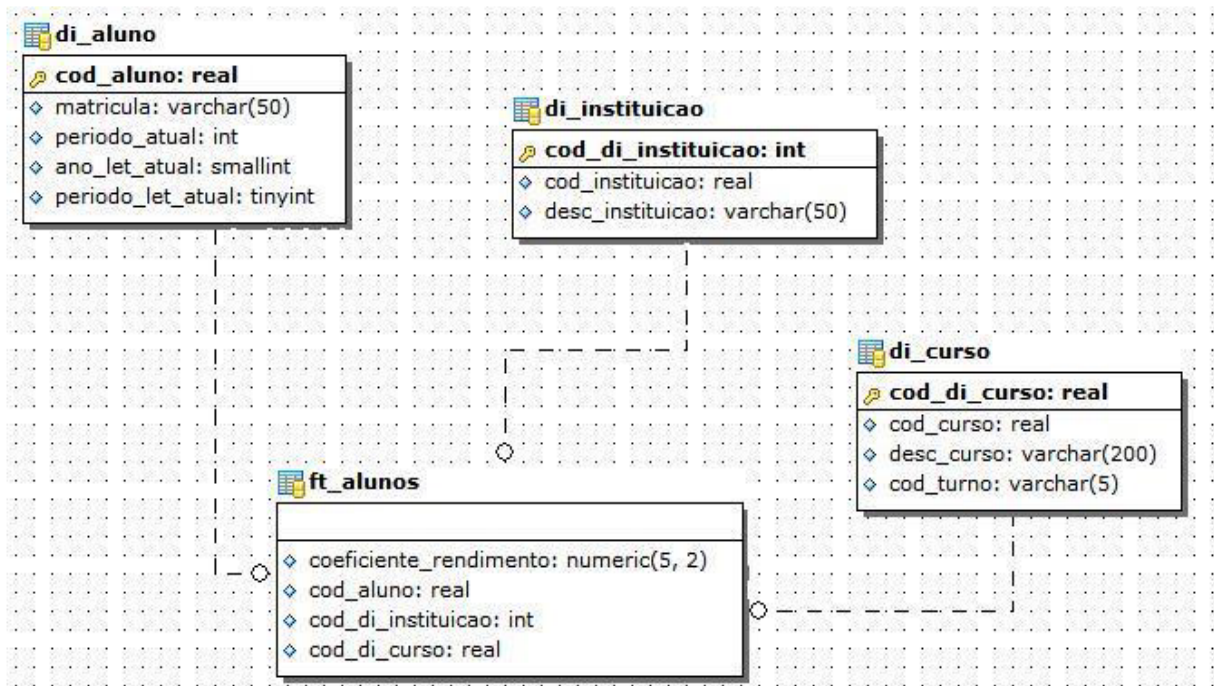 di_aluno
cod_aluno: real
matricula: varchar(50)
periodo_atual: int
ano_let_atual: smallint
periodo_let_atual: tinyint
di_instituicao
cod_di_instituicao: int
cod_instituicao: real
desc_instituicao: varchar(50)
di_curso
cod_di_curso: real
cod_curso: real
desc_curso: varchar(200)
cod_turno: varchar(5)
ft_alunos
coeficiente_rendimento: numeric(5, 2)
cod_aluno: real
cod_di_instituicao: int
cod_di_curso: real